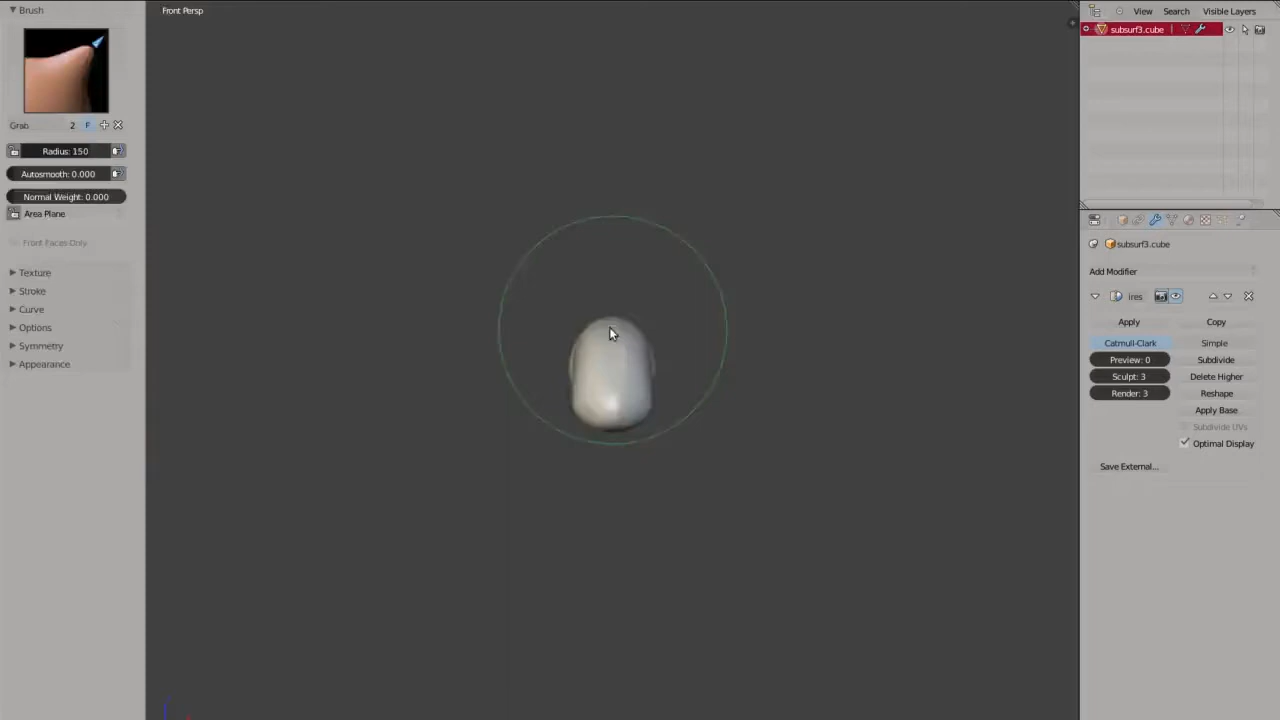 Brush
Grab 2 F
Radius: 150
Autosmooth: 0.000
Normal Weight: 0.000
Area Plane
Front Faces Only
Texture
Stroke
Curve
Options
Symmetry
Appearance
Front Persp
View Search Visible Layers
subsurf3.cube
subsurf3.cube
Add Modifier
ires
Apply Copy
Catmull-Clark Simple
Preview: 0 Subdivide
Sculpt: 3 Delete Higher
Render: 3 Reshape
Apply Base
Subdivide UVs
Optimal Display
Save External...